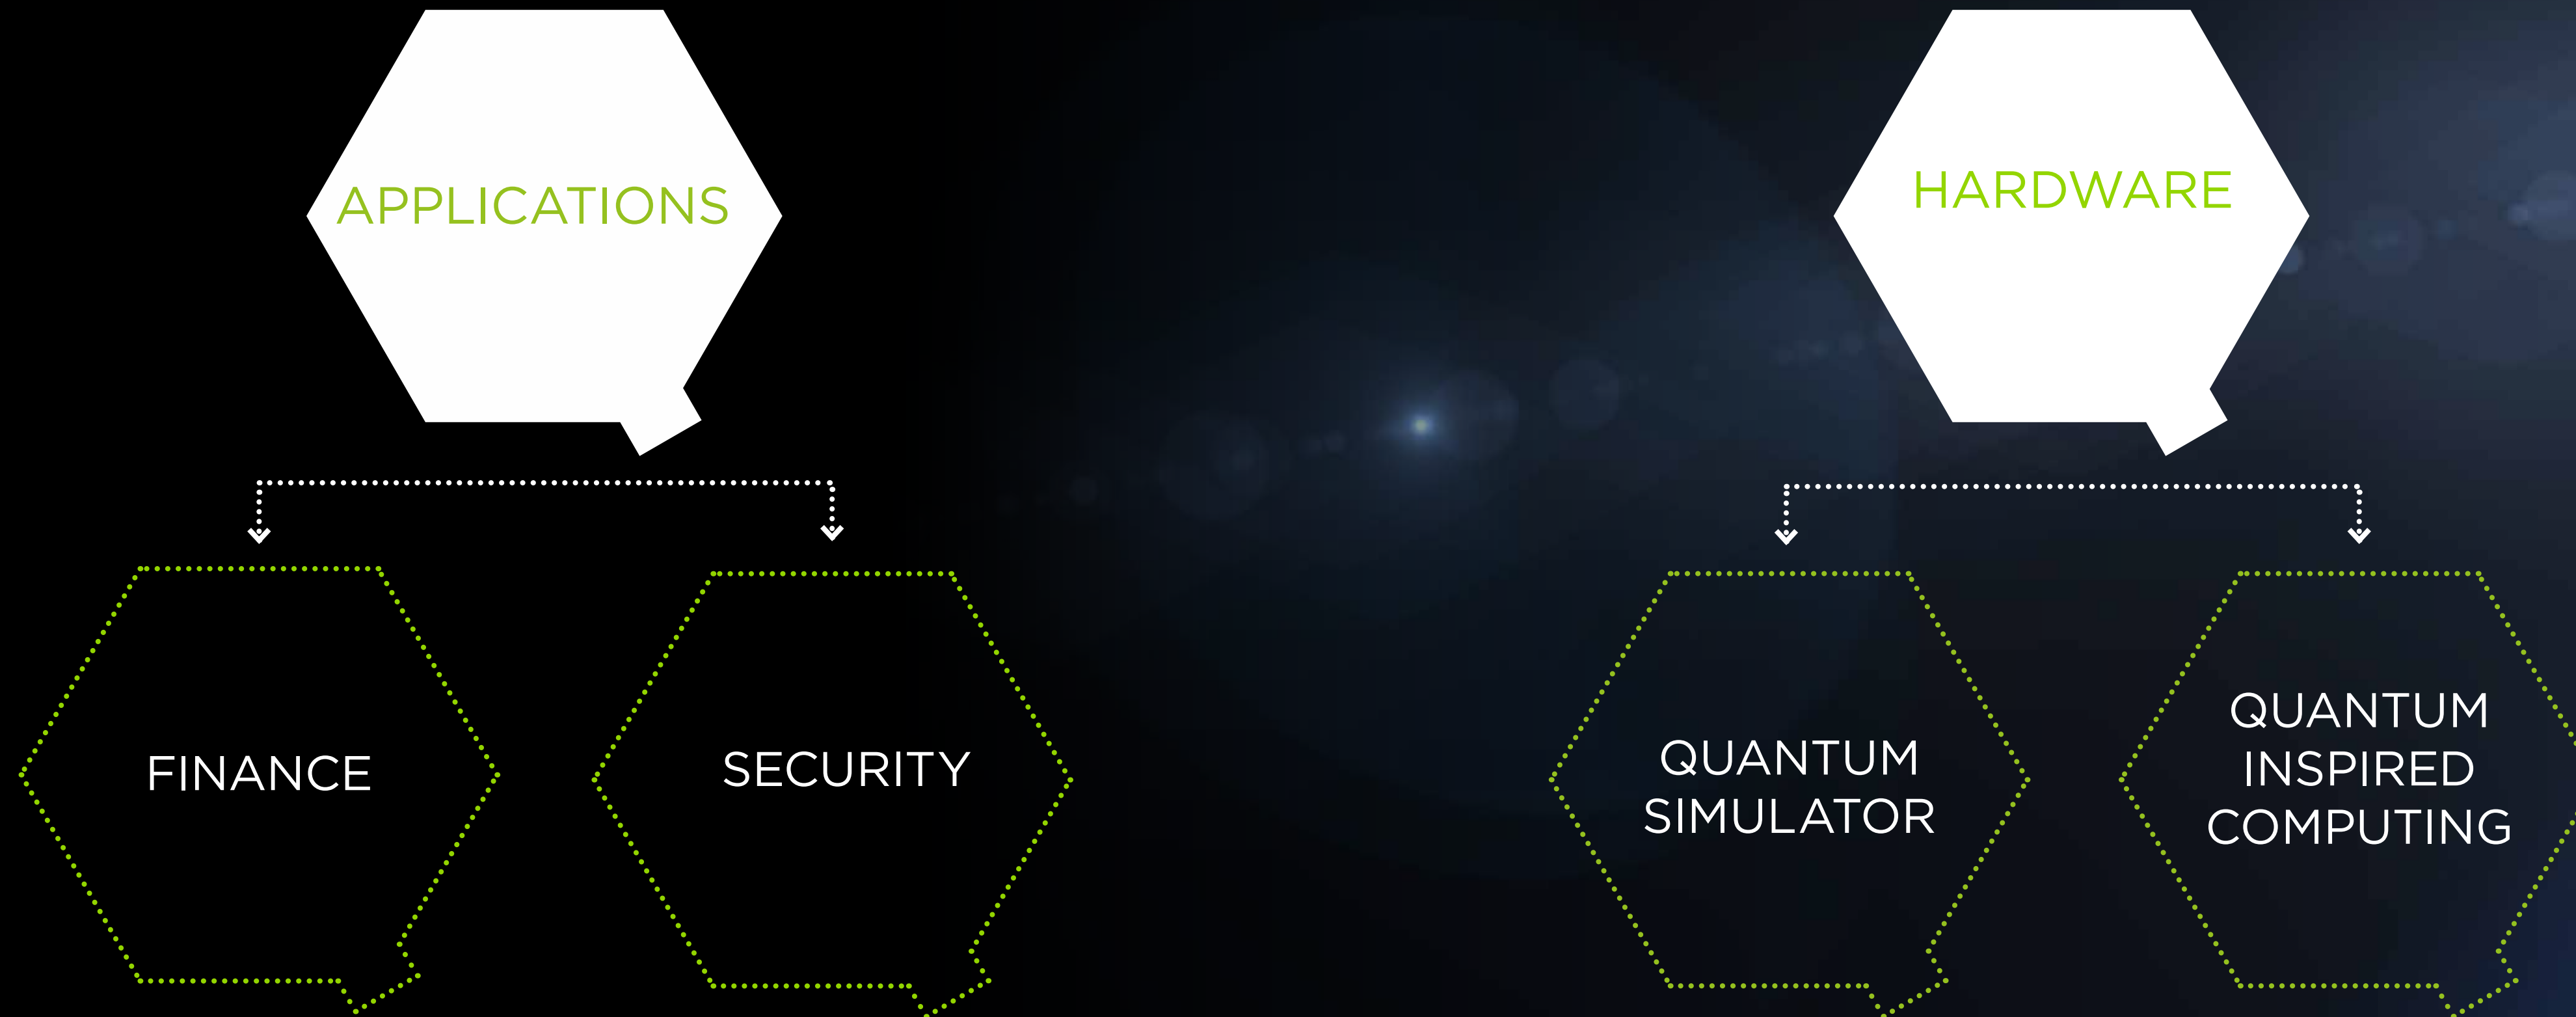 APPLICATIONS
HARDWARE
FINANCE
SECURITY
QUANTUM
SIMULATOR
QUANTUM
INSPIRED
COMPUTING